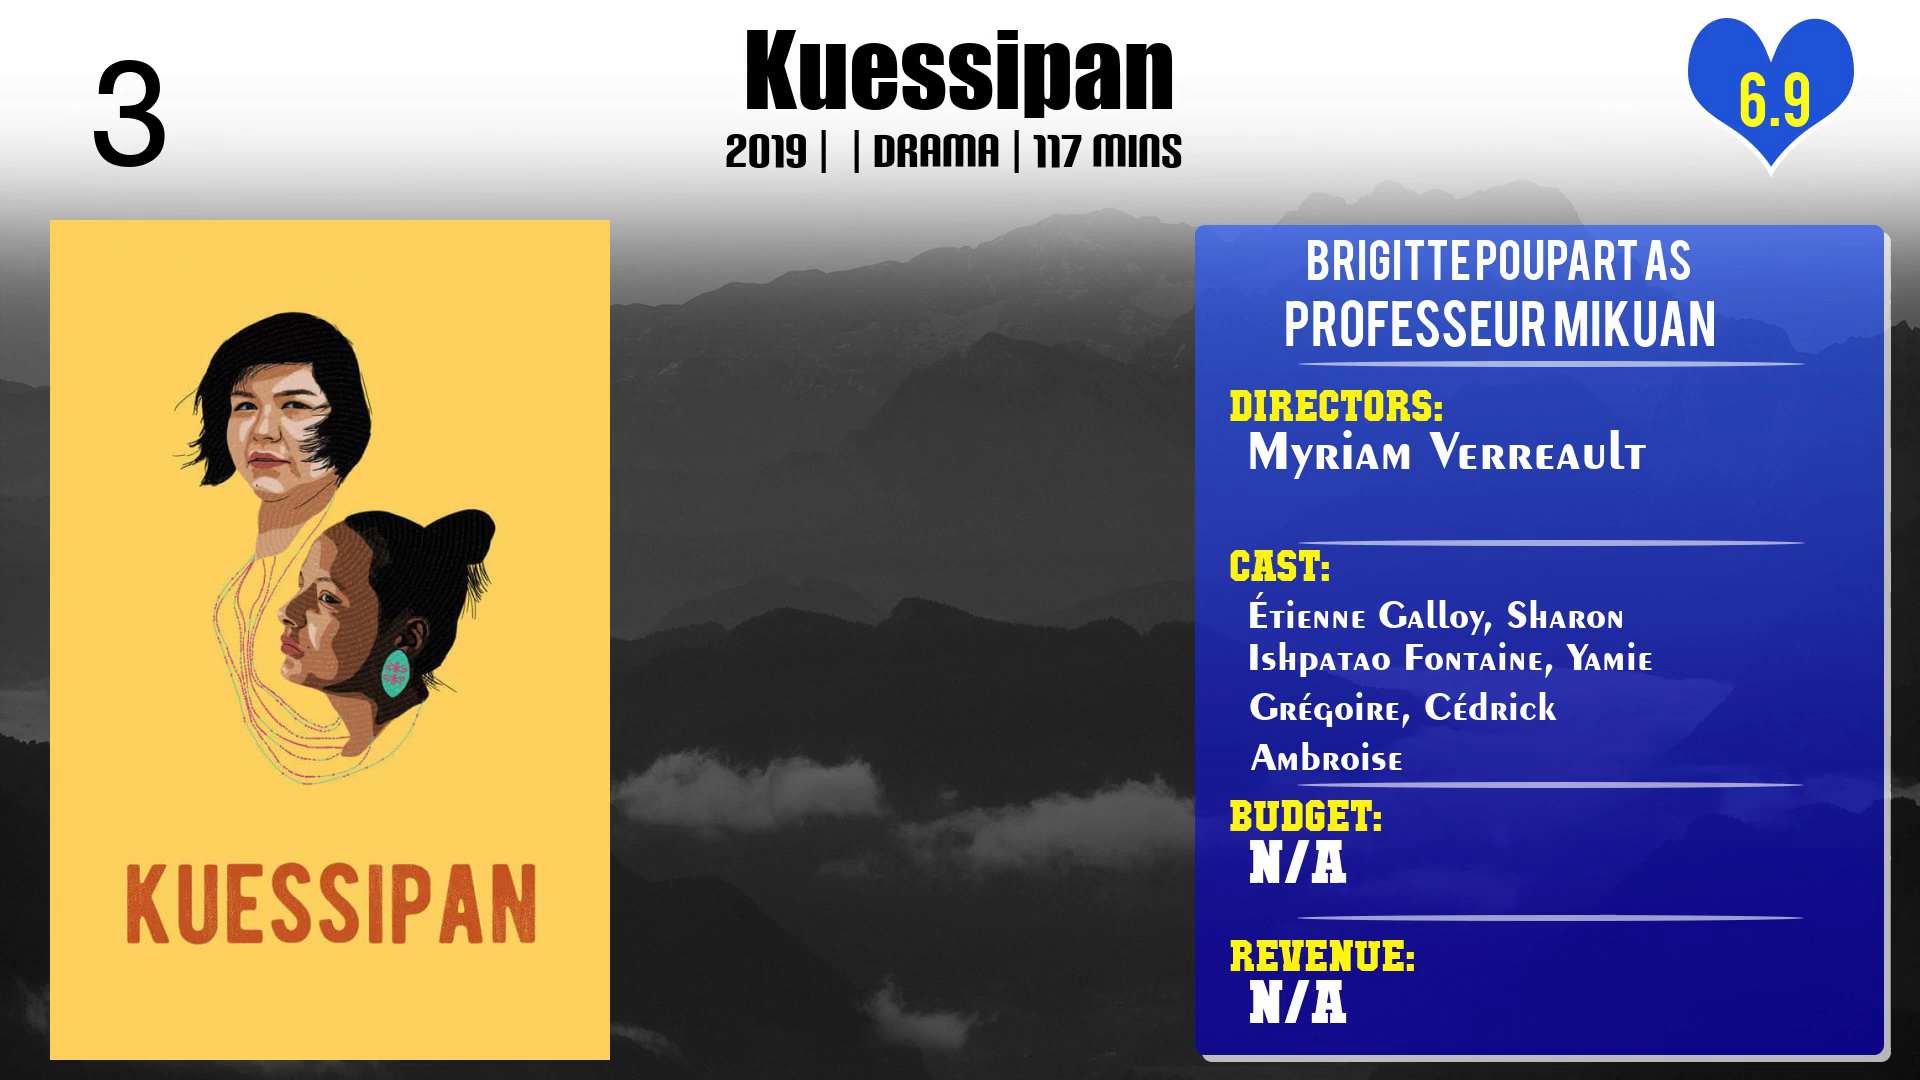 3
Kuessipan
2019 | | DRAMA | 117 MINS
6.9
KUESSIPAN
BRIGITTE POUPART AS
PROFESSEUR MIKUAN
DIRECTORS:
Myriam Verreault
CAST:
Étienne Galloy, Sharon
Ishpatao Fontaine, Yamie
Grégoire, Cédrick
Ambroise
BUDGET:
N/A
REVENUE:
N/A